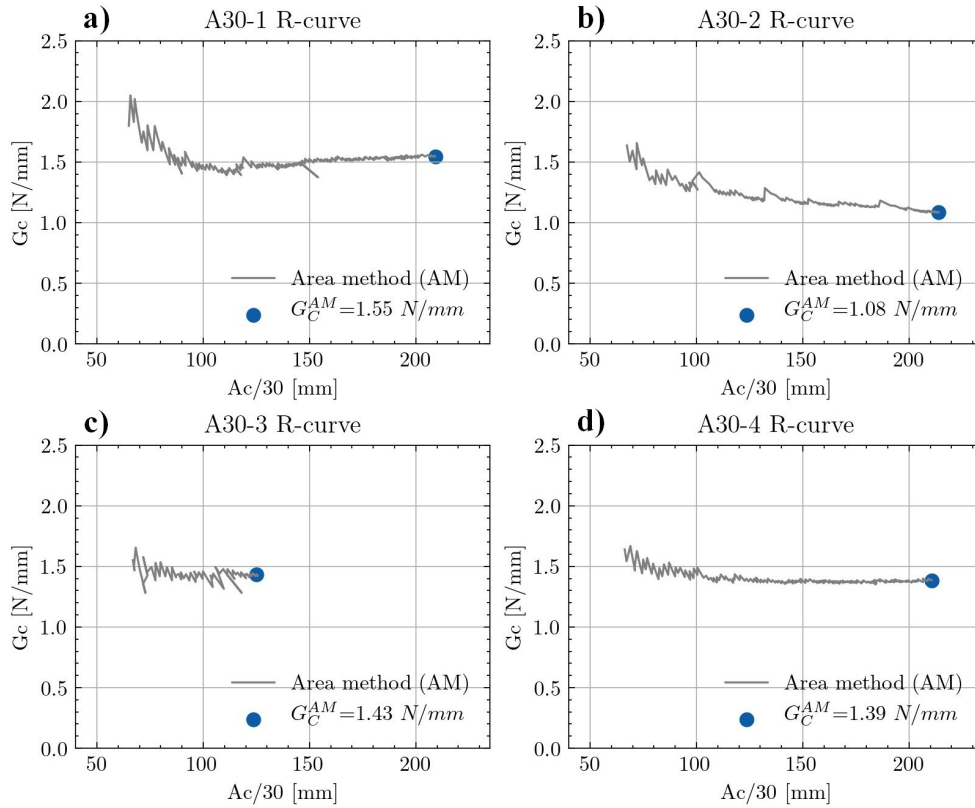 a) A30-1 R-curve
2.5
2.0
1.5
1.0
0.5
0.0
Gc [N/mm]
Area method (AM)
G_C^{AM}=1.55 N/mm
50 100 150 200
Ac/30 [mm]
b) A30-2 R-curve
2.5
2.0
1.5
1.0
0.5
0.0
Gc [N/mm]
Area method (AM)
G_C^{AM}=1.08 N/mm
50 100 150 200
Ac/30 [mm]
c) A30-3 R-curve
2.5
2.0
1.5
1.0
0.5
0.0
Gc [N/mm]
Area method (AM)
G_C^{AM}=1.43 N/mm
50 100 150 200
Ac/30 [mm]
d) A30-4 R-curve
2.5
2.0
1.5
1.0
0.5
0.0
Gc [N/mm]
Area method (AM)
G_C^{AM}=1.39 N/mm
50 100 150 200
Ac/30 [mm]